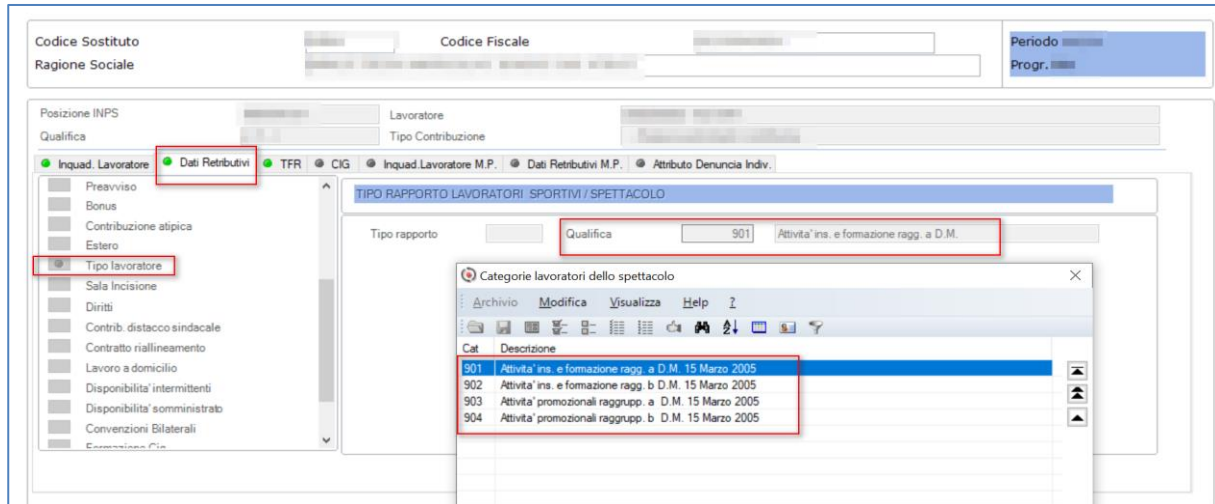 Codice Sostituto Codice Fiscale Periodo
Ragione Sociale Progr.
Posizione INPS Lavoratore
Qualifica Tipo Contribuzione
Inquad. Lavoratore Dati Retributivi TFR CIG Inquad.Lavoratore M.P. Dati Retributivi M.P. Attributo Denuncia Indiv.
Preavviso
Bonus
Contribuzione atipica
Estero
Tipo lavoratore
Sala Incisione
Diritti
Contrib. distacco sindacale
Contratto riallineamento
Lavoro a domicilio
Disponibilita' intermittenti
Disponibilita' somministrato
Convenzioni Bilaterali
TIPO RAPPORTO LAVORATORI SPORTIVI / SPETTACOLO
Tipo rapporto Qualifica 901 Attivita' ins. e formazione ragg. a D.M.
Categorie lavoratori dello spettacolo
Archivio Modifica Visualizza Help ?
Cat Descrizione
901 Attivita' ins. e formazione ragg. a D.M. 15 Marzo 2005
902 Attivita' ins. e formazione ragg. b D.M. 15 Marzo 2005
903 Attivita' promozionali raggrupp. a D.M. 15 Marzo 2005
904 Attivita' promozionali raggrupp. b D.M. 15 Marzo 2005